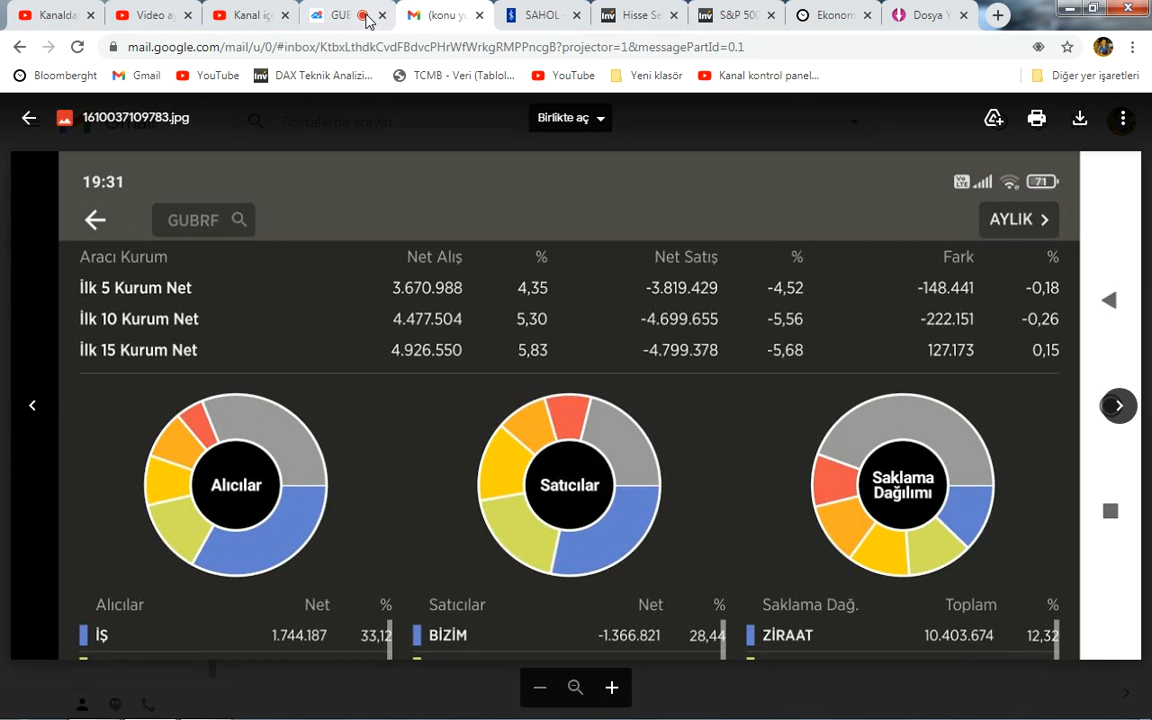 Kanalda
Video ay
Kanal içe
GUB
(konu yo
SAHOL -
Hisse Se
S&P 500
Ekonom
Dosya Y
mail.google.com/mail/u/0/#inbox/KtbxLthdkCvdFBdvcPHrWfWrkgRMPPncgB?projector=1&messagePartId=0.1
Bloomberght
Gmail
YouTube
DAX Teknik Analizi...
TCMB - Veri (Tablol...
YouTube
Yeni klasör
Kanal kontrol panel...
Diğer yer işaretleri
1610037109783.jpg
Postalarda arayın
Birlikte aç
19:31
71
GUBRF
AYLIK
Aracı Kurum Net Alış % Net Satış % Fark %
İlk 5 Kurum Net 3.670.988 4,35 -3.819.429 -4,52 -148.441 -0,18
İlk 10 Kurum Net 4.477.504 5,30 -4.699.655 -5,56 -222.151 -0,26
İlk 15 Kurum Net 4.926.550 5,83 -4.799.378 -5,68 127.173 0,15
Alıcılar
Satıcılar
Saklama
Dağılımı
Alıcılar Net %
Satıcılar Net %
Saklama Dağ. Toplam %
İŞ 1.744.187 33,12
BİZİM -1.366.821 28,44
ZİRAAT 10.403.674 12,32